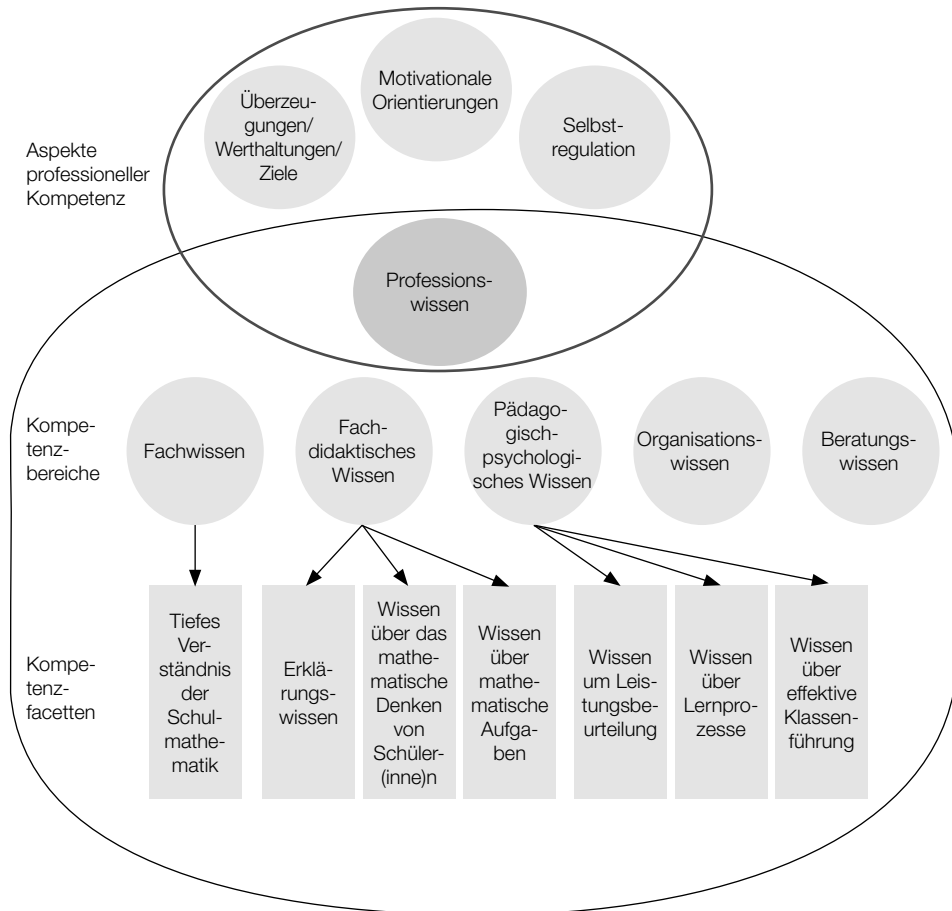 Aspekte
professioneller
Kompetenz
Überzeu-
gungen/
Werthaltungen/
Ziele
Motivationale
Orientierungen
Selbst-
regulation
Professions-
wissen
Kompe-
tenz-
bereiche
Fachwissen
Fach-
didaktisches
Wissen
Pädago-
gisch-
psychologi-
sches Wissen
Organisations-
wissen
Beratungs-
wissen
Kompe-
tenz-
facetten
Tiefes
Ver-
ständnis
der
Schul-
mathe-
matik
Erklä-
rungs-
wissen
Wissen
über das
mathe-
matische
Denken
von
Schüler-
(inne)n
Wissen
über
mathe-
matische
Aufga-
ben
Wissen
um Leis-
tungsbe-
urteilung
Wissen
über
Lernpro-
zesse
Wissen
über
effektive
Klassen-
führung